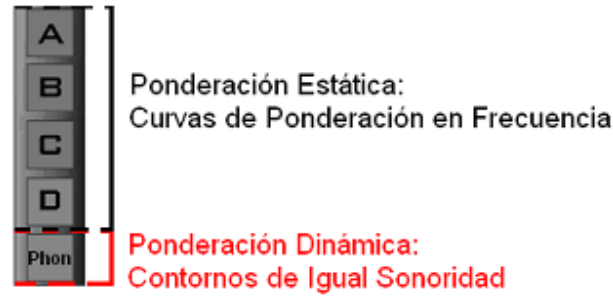 A
B
Ponderación Estática:
Curvas de Ponderación en Frecuencia
C
D
Phon
Ponderación Dinámica:
Contornos de Igual Sonoridad